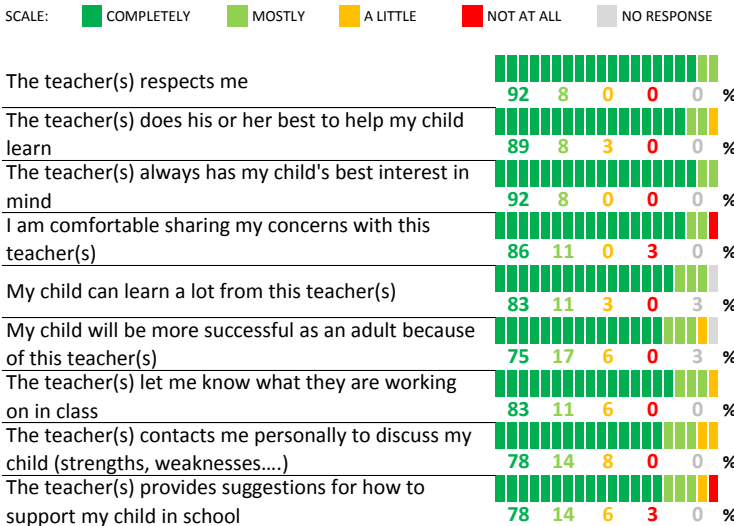 SCALE: COMPLETELY MOSTLY A LITTLE NOT AT ALL NO RESPONSE
The teacher(s) respects me
92 8 0 0 0 %
The teacher(s) does his or her best to help my child
learn
89 8 3 0 0 %
The teacher(s) always has my child's best interest in
mind
92 8 0 0 0 %
I am comfortable sharing my concerns with this
teacher(s)
86 11 0 3 0 %
My child can learn a lot from this teacher(s)
83 11 3 0 3 %
My child will be more successful as an adult because
of this teacher(s)
75 17 6 0 3 %
The teacher(s) let me know what they are working
on in class
83 11 6 0 0 %
The teacher(s) contacts me personally to discuss my
child (strengths, weaknesses....)
78 14 8 0 0 %
The teacher(s) provides suggestions for how to
support my child in school
78 14 6 3 0 %